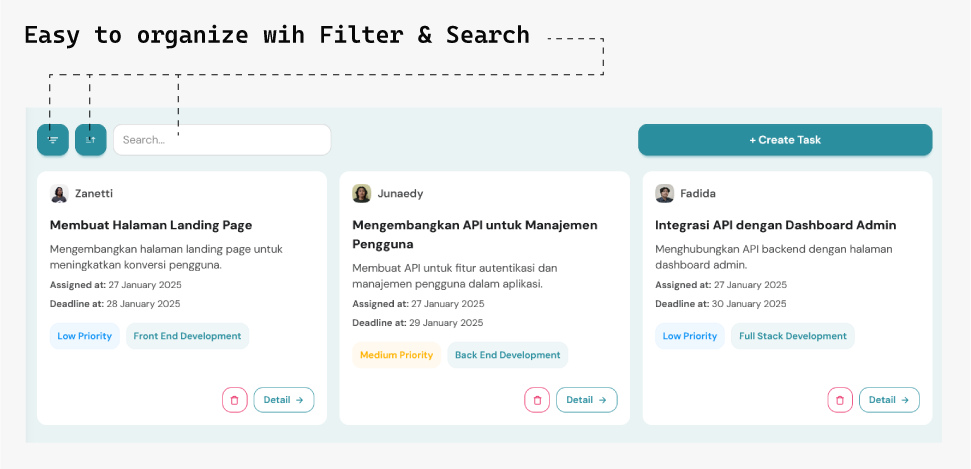 Easy to organize wih Filter & Search
Search...
+ Create Task
Zanetti
Membuat Halaman Landing Page
Mengembangkan halaman landing page untuk
meningkatkan konversi pengguna.
Assigned at: 27 January 2025
Deadline at: 28 January 2025
Low Priority
Front End Development
Detail →
Junaedy
Mengembangkan API untuk Manajemen
Pengguna
Membuat API untuk fitur autentikasi dan
manajemen pengguna dalam aplikasi.
Assigned at: 27 January 2025
Deadline at: 29 January 2025
Medium Priority
Back End Development
Detail →
Fadida
Integrasi API dengan Dashboard Admin
Menghubungkan API backend dengan halaman
dashboard admin.
Assigned at: 27 January 2025
Deadline at: 30 January 2025
Low Priority
Full Stack Development
Detail →